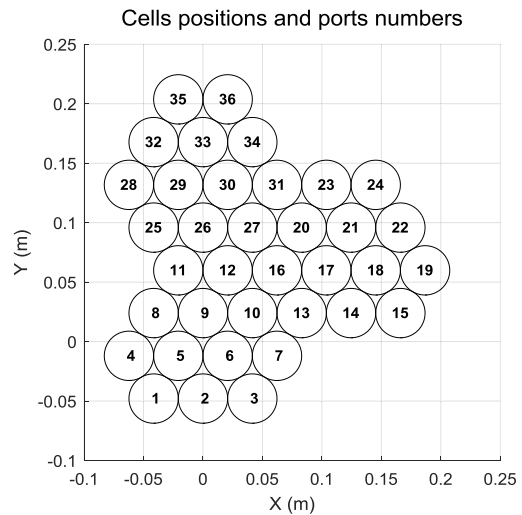 Cells positions and ports numbers
0.25
0.2
0.15
0.1
0.05
0
-0.05
-0.1
Y (m)
35 36
32 33 34
28 29 30 31 23 24
25 26 27 20 21 22
11 12 16 17 18 19
8 9 10 13 14 15
4 5 6 7
1 2 3
-0.1 -0.05 0 0.05 0.1 0.15 0.2 0.25
X (m)